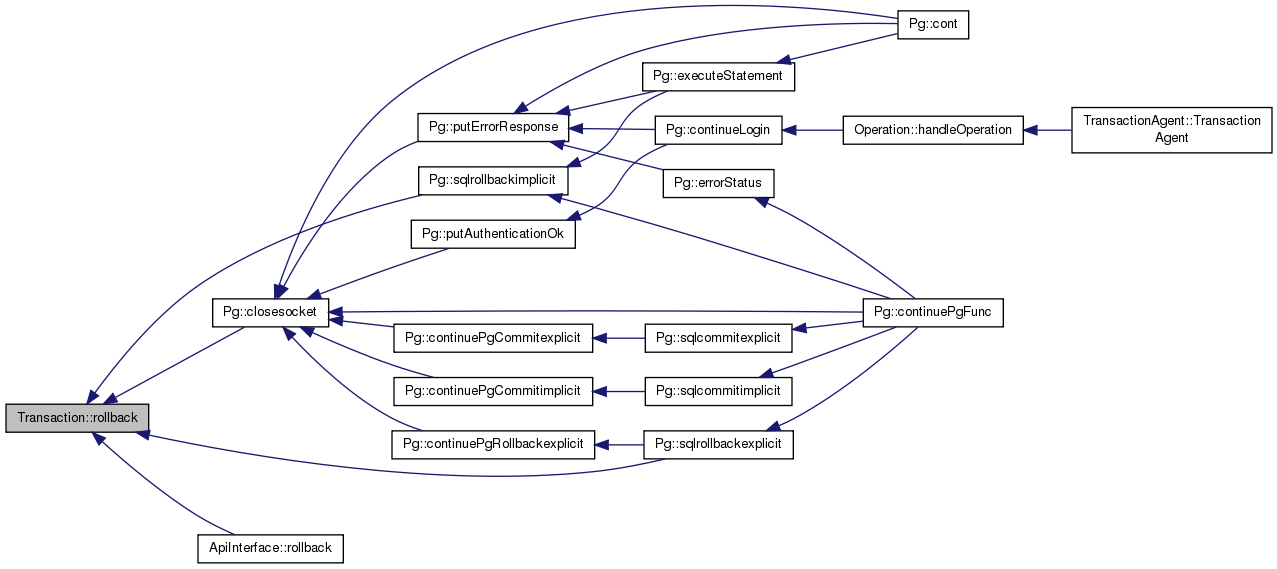 Pg::cont
Pg::executeStatement
Pg::putErrorResponse
Pg::continueLogin
Operation::handleOperation
TransactionAgent::Transaction
Agent
Pg::sqlrollbackimplicit
Pg::errorStatus
Pg::putAuthenticationOk
Pg::closesocket
Pg::continuePgFunc
Pg::continuePgCommitexplicit
Pg::sqlcommitexplicit
Pg::continuePgCommitimplicit
Pg::sqlcommitimplicit
Transaction::rollback
Pg::continuePgRollbackexplicit
Pg::sqlrollbackexplicit
ApiInterface::rollback